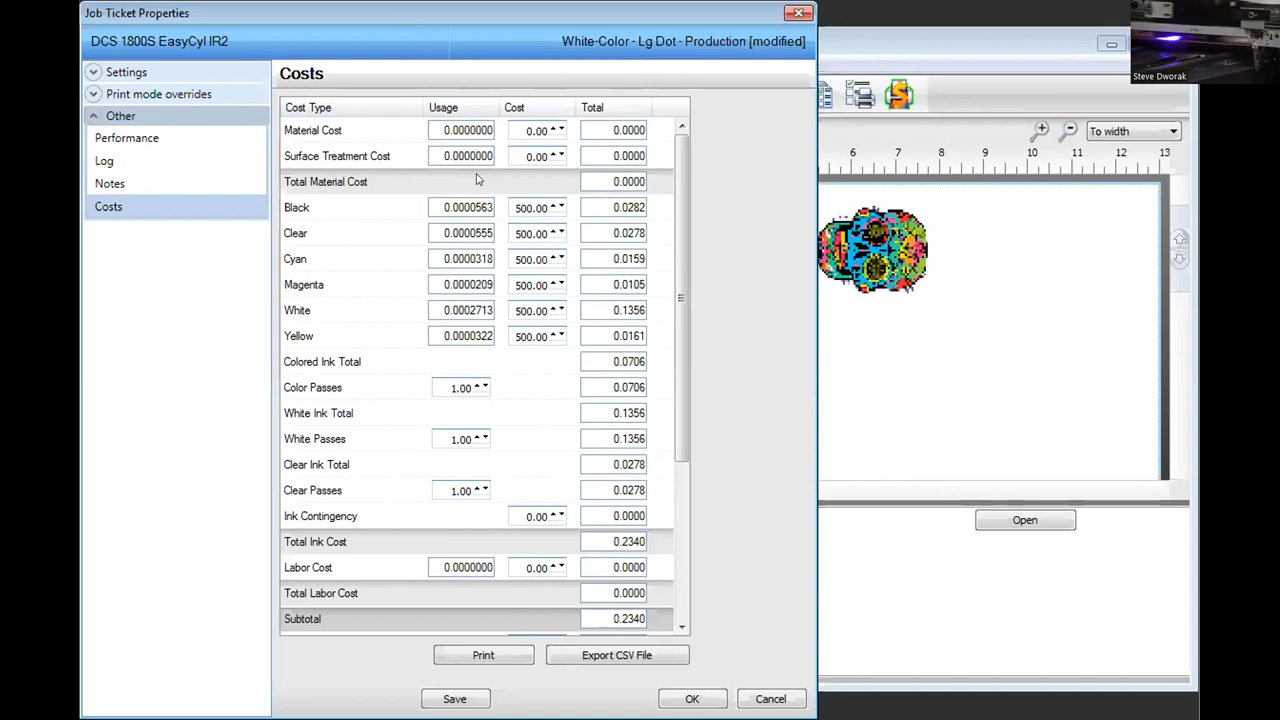 Job Ticket Properties
DCS 1800S EasyCyl IR2
White-Color - Lg Dot - Production [modified]
Steve Dworak
Settings
Print mode overrides
Other
Performance
Log
Notes
Costs
Costs
Cost Type Usage Cost Total
Material Cost 0.0000000 0.00 0.0000
Surface Treatment Cost 0.0000000 0.00 0.0000
Total Material Cost 0.0000
Black 0.0000563 500.00 0.0282
Clear 0.0000555 500.00 0.0278
Cyan 0.0000318 500.00 0.0159
Magenta 0.0000209 500.00 0.0105
White 0.0002713 500.00 0.1356
Yellow 0.0000322 500.00 0.0161
Colored Ink Total 0.0706
Color Passes 1.00 0.0706
White Ink Total 0.1356
White Passes 1.00 0.1356
Clear Ink Total 0.0278
Clear Passes 1.00 0.0278
Ink Contingency 0.00 0.0000
Total Ink Cost 0.2340
Labor Cost 0.0000000 0.00 0.0000
Total Labor Cost 0.0000
Subtotal 0.2340
Print Export CSV File
Save OK Cancel
To width
6 7 8 9 10 11 12 13
Open